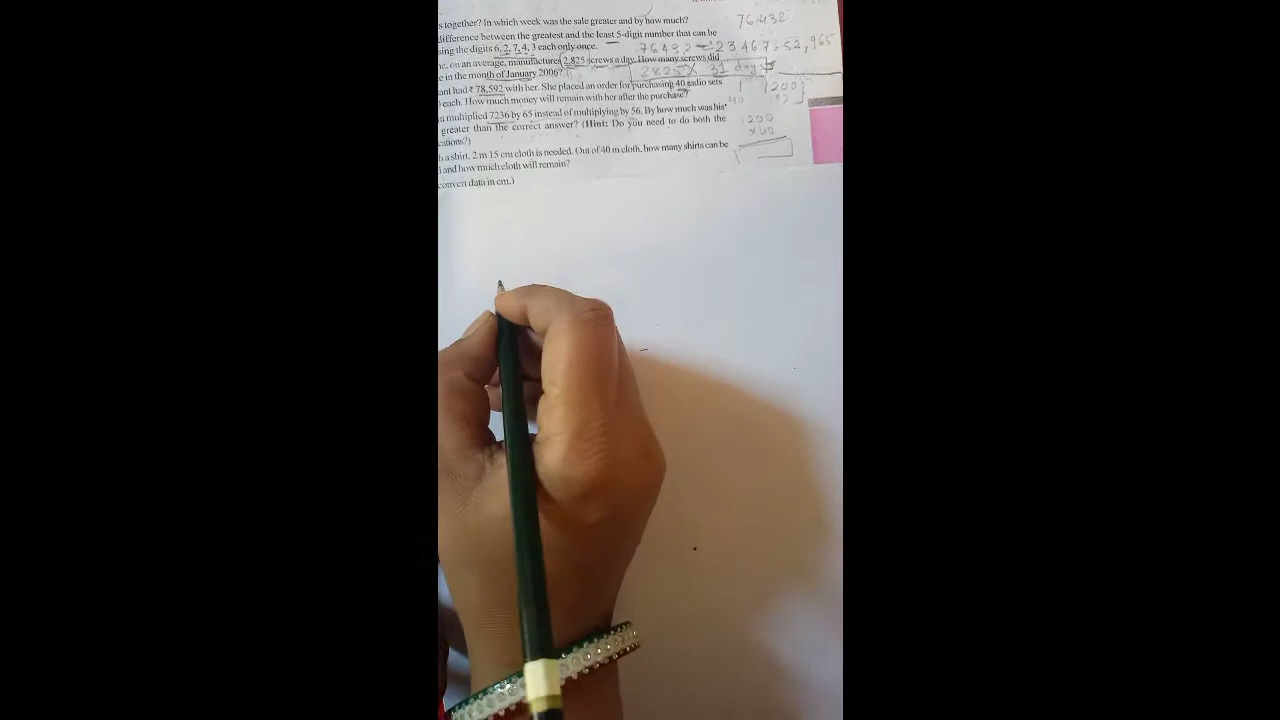 76432
s together? In which week was the sale greater and by how much?
difference between the greatest and the least 5-digit number that can be
sing the digits 6, 2, 7, 4, 3 each only once.
76432 - 23467 = 52,965
ne, on an average, manufactures 2,825 screws a day. How many screws did
e in the month of January 2006?
2825 X 31 days
ant had ₹ 78,592 with her. She placed an order for purchasing 40 radio sets
each. How much money will remain with her after the purchase?
1 1200
40
t multiplied 7236 by 65 instead of multiplying by 56. By how much was his
greater than the correct answer? (Hint: Do you need to do both the
cations?)
1200
x 40
h a shirt, 2 m 15 cm cloth is needed. Out of 40 m cloth, how many shirts can be
l and how much cloth will remain?
convert data in cm.)